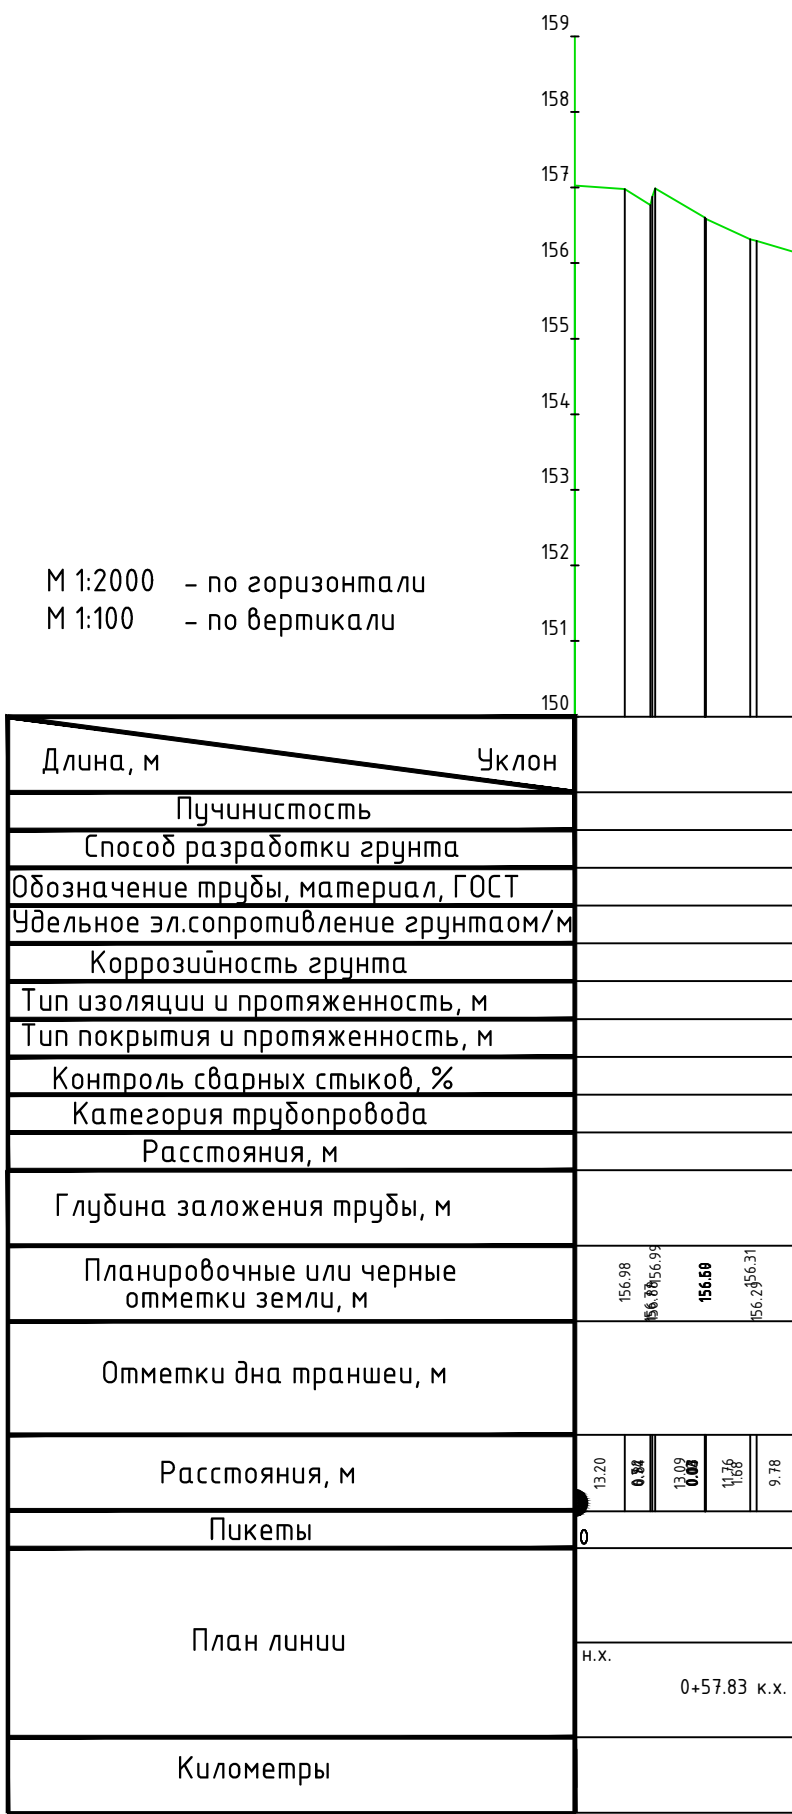 159
158
157
156
155
154
153
152
М 1:2000 - по горизонтали
М 1:100 - по вертикали
151
150
Длина, м Уклон
Пучинистость
Способ разработки грунта
Обозначение трубы, материал, ГОСТ
Удельное эл.сопротивление грунтаом/м
Коррозийность грунта
Тип изоляции и протяженность, м
Тип покрытия и протяженность, м
Контроль сварных стыков, %
Категория трубопровода
Расстояния, м
Глубина заложения трубы, м
Планировочные или черные
отметки земли, м
156.98 156.99 156.31 156.29
Отметки дна траншеи, м
Расстояния, м
13.20 13.09 11.76 1.68 9.78
Пикеты
0
План линии
н.х.
0+57.83 к.х.
Километры